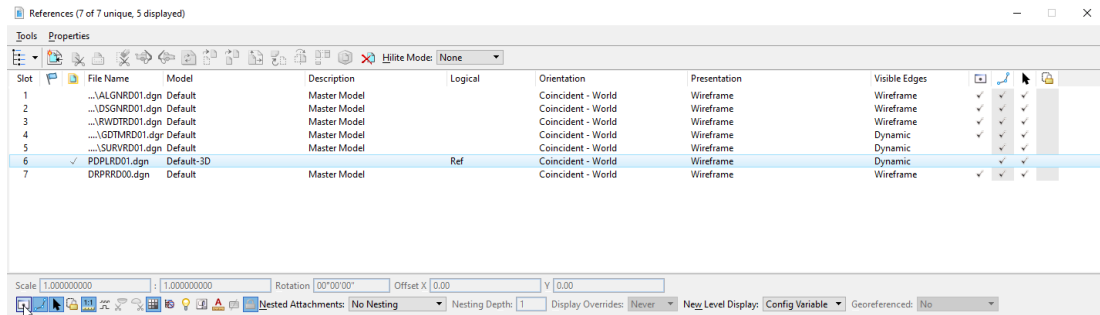 References (7 of 7 unique, 5 displayed)
Tools Properties
Hilite Mode: None
Slot File Name Model Description Logical Orientation Presentation Visible Edges
1 ...\ALGNRD01.dgn Default Master Model Coincident - World Wireframe Wireframe
2 ...\DSGNRD01.dgn Default Master Model Coincident - World Wireframe Wireframe
3 ...\RWDTRD01.dgn Default Master Model Coincident - World Wireframe Wireframe
4 ....\GDTMRD01.dgr Default Master Model Coincident - World Wireframe Dynamic
5 ....\SURVRD01.dgn Default Master Model Coincident - World Wireframe Dynamic
6 PDPLRD01.dgn Default-3D Ref Coincident - World Wireframe Dynamic
7 DRPRRD00.dgn Default Master Model Coincident - World Wireframe Wireframe
Scale 1.000000000 : 1.000000000 Rotation 00°00'00" Offset X 0.00 Y 0.00
1:1 Nested Attachments: No Nesting Nesting Depth: 1 Display Overrides: Never New Level Display: Config Variable Georeferenced: No